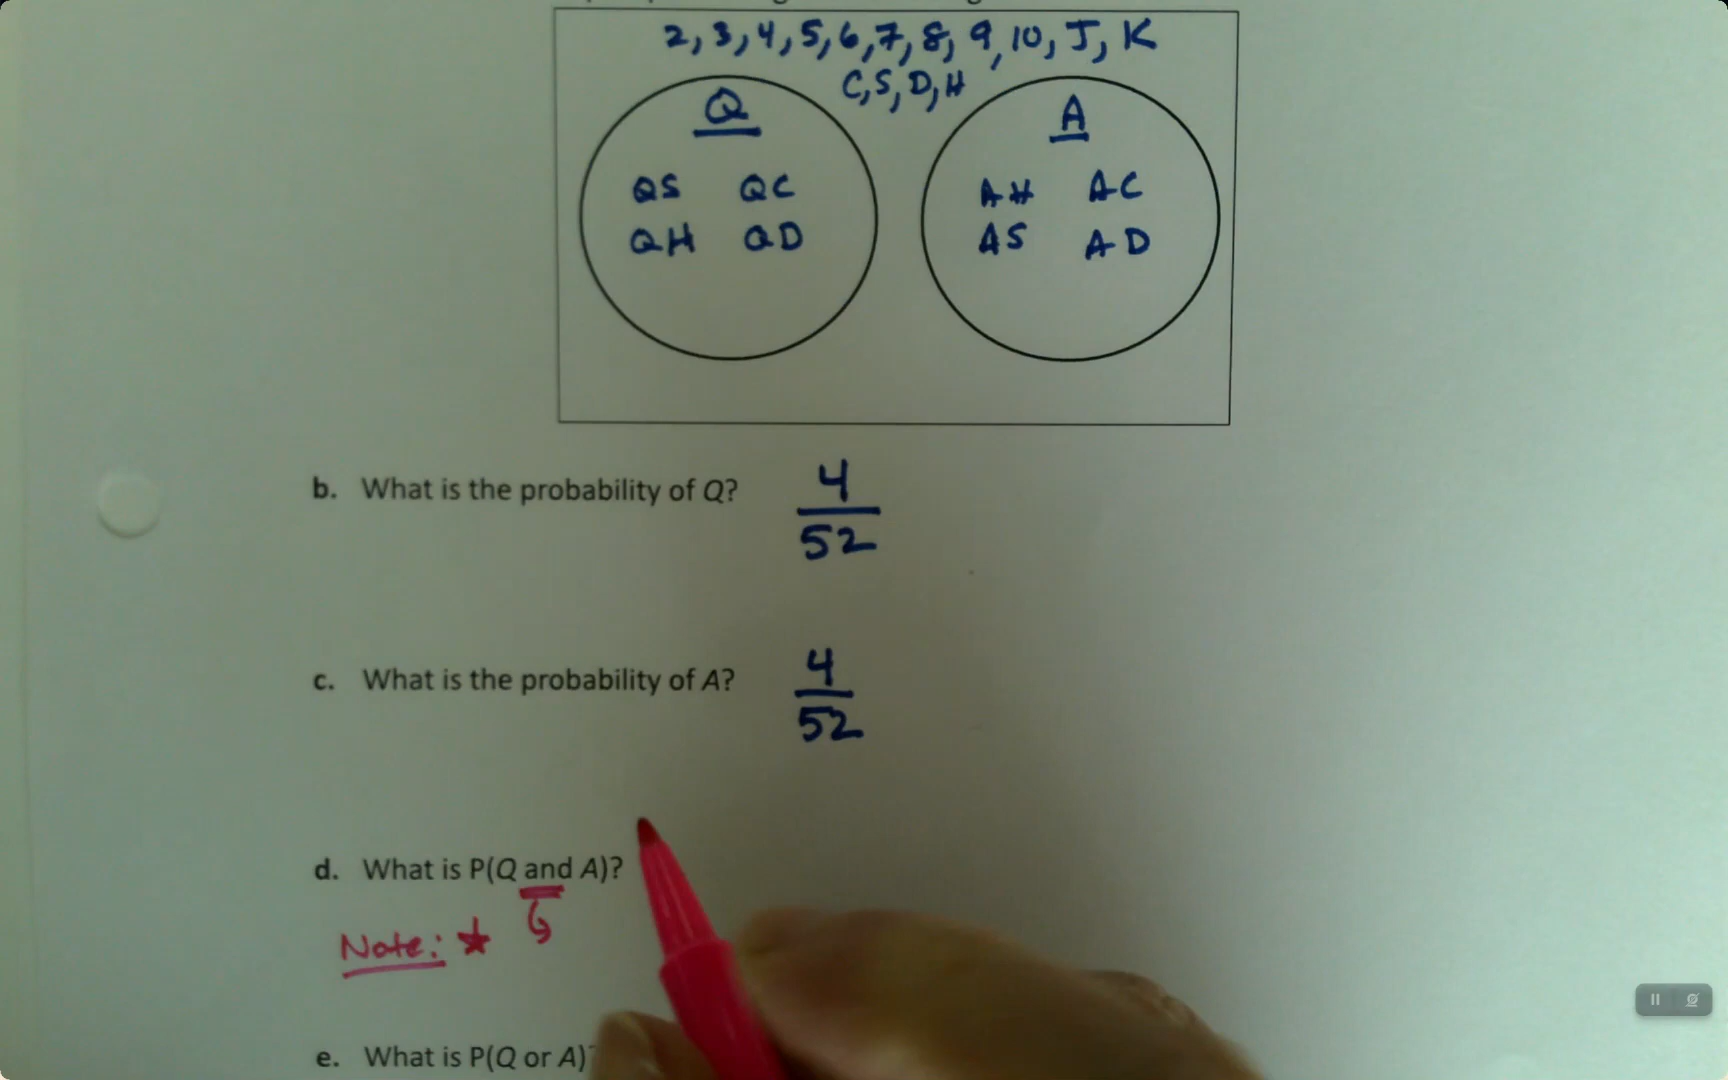 2, 3, 4, 5, 6, 7, 8, 9, 10, J, K
C, S, D, H
Q
A
QS QC
QH QD
AH AC
AS AD
b. What is the probability of Q? 4/52
c. What is the probability of A? 4/52
d. What is P(Q and A)?
Note: ★
e. What is P(Q or A)